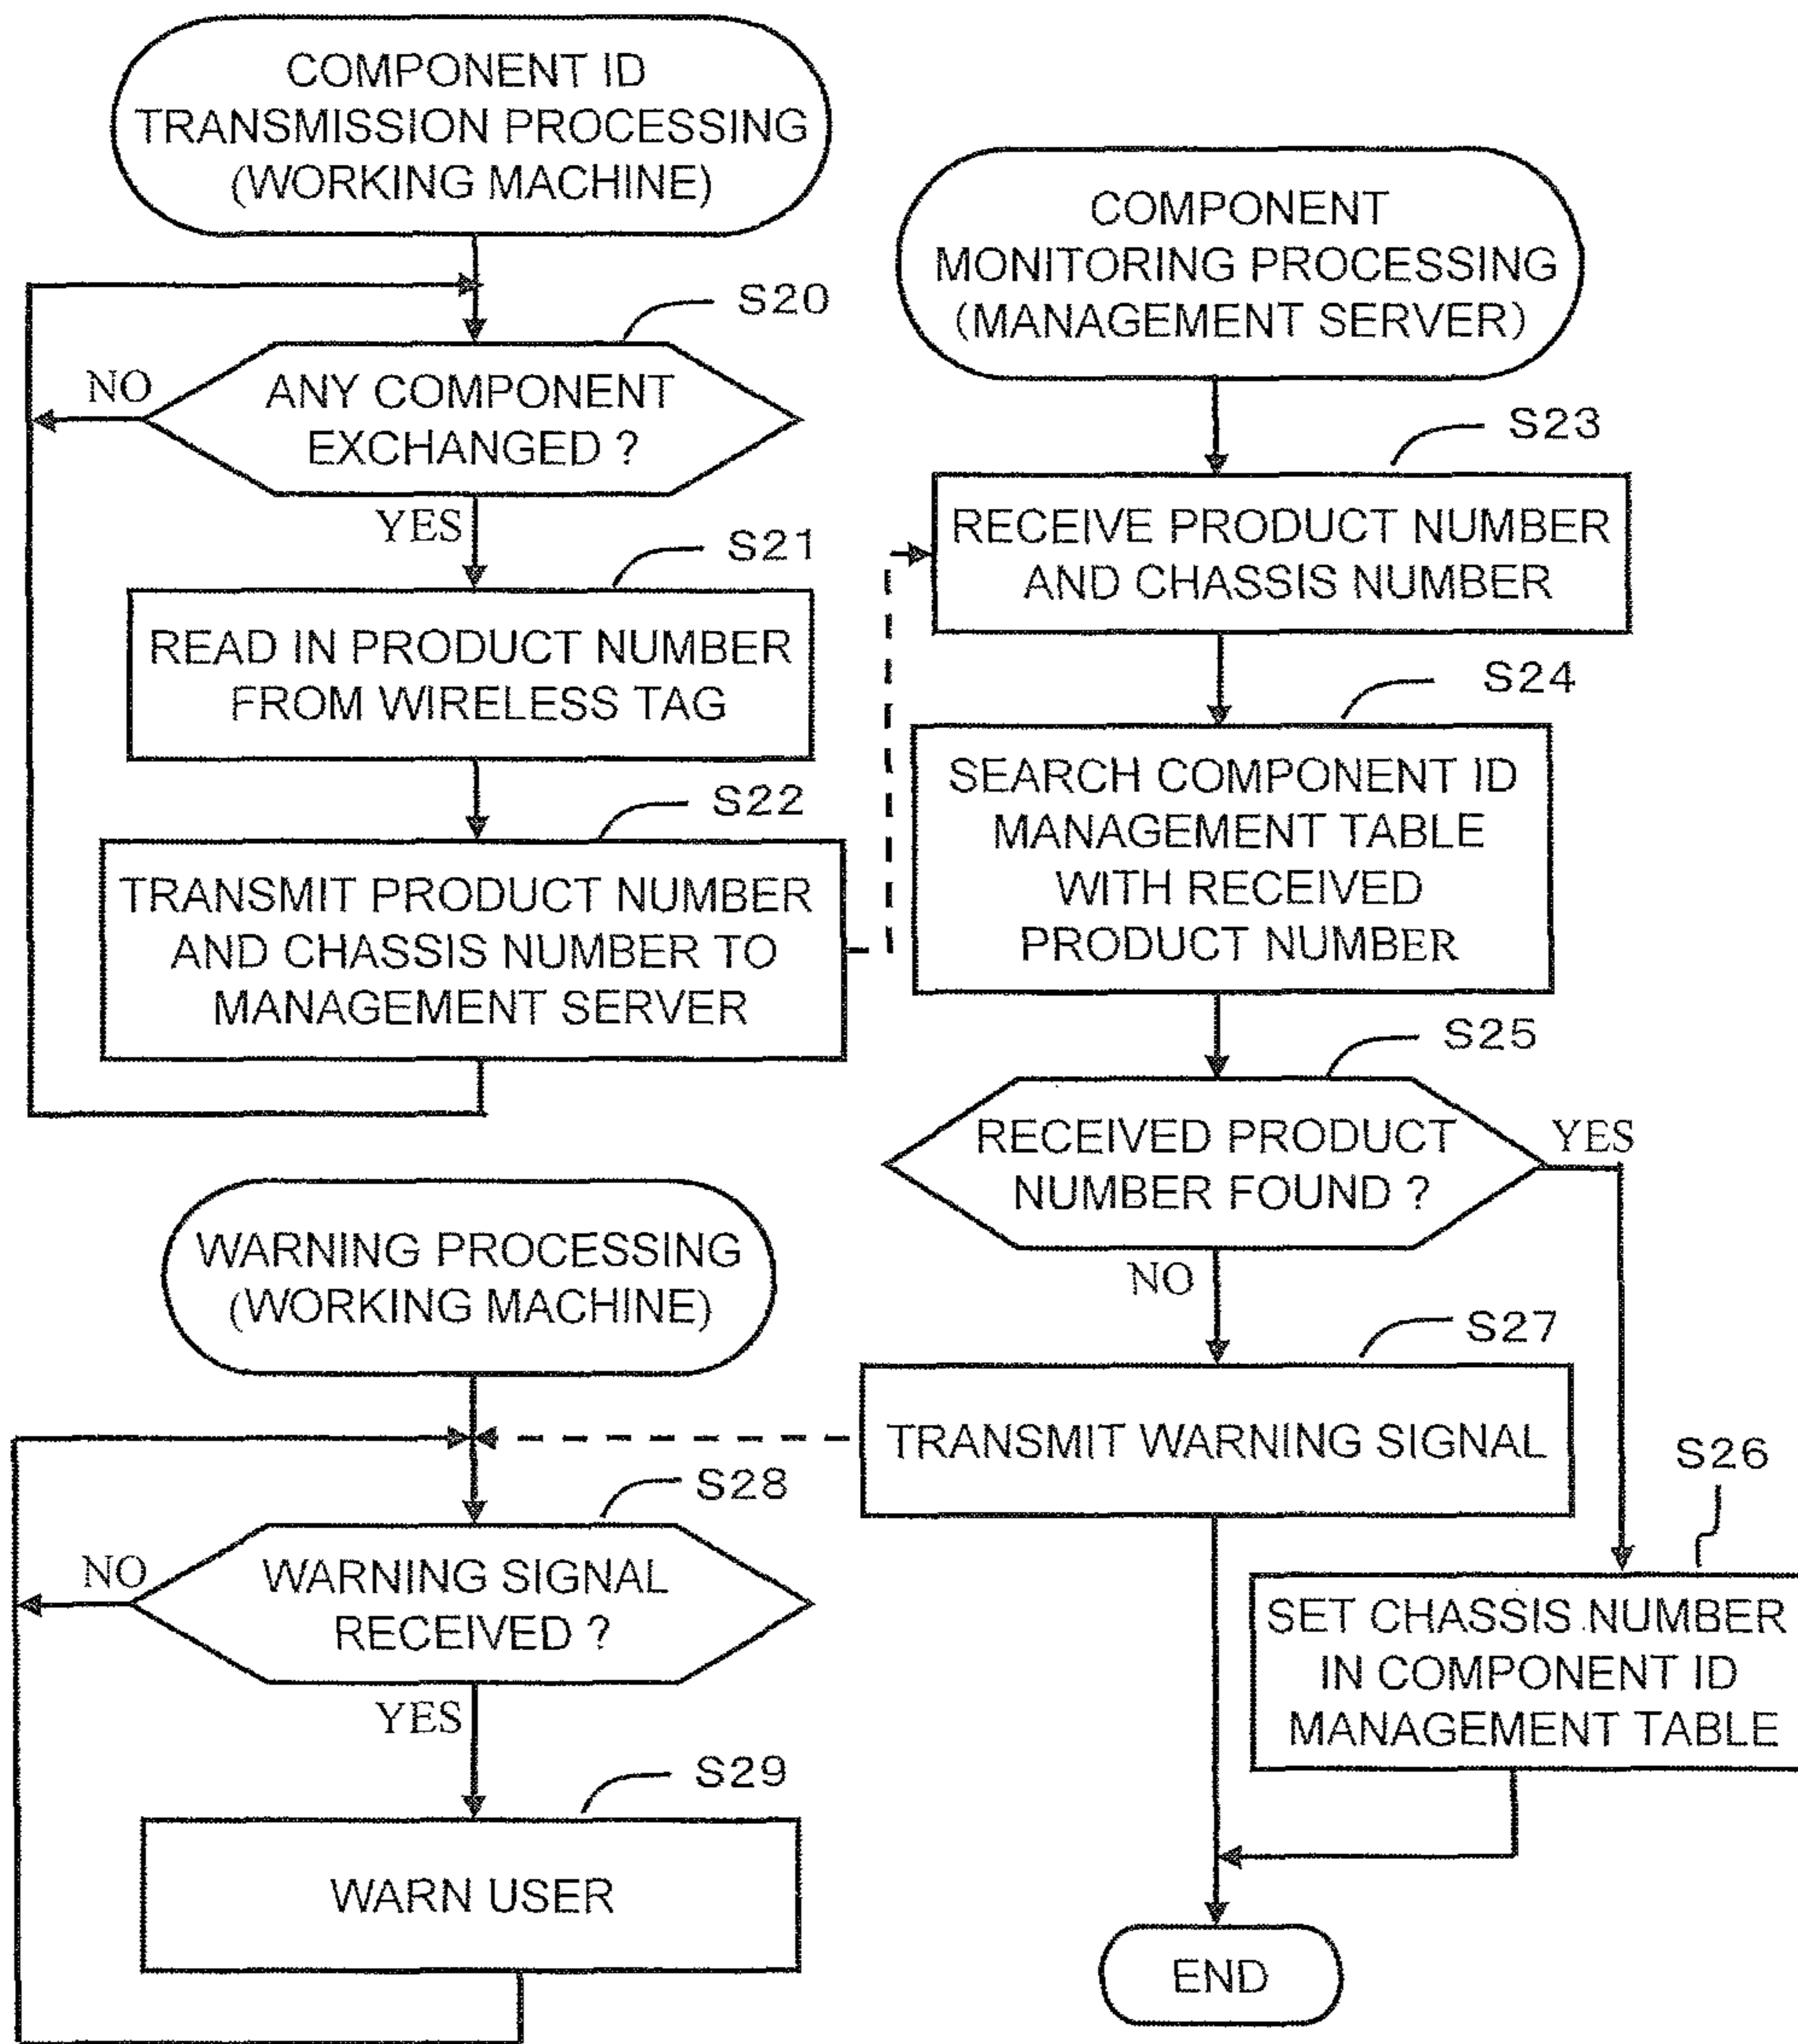 COMPONENT ID
TRANSMISSION PROCESSING
(WORKING MACHINE)
S20
NO
ANY COMPONENT
EXCHANGED ?
YES
S21
READ IN PRODUCT NUMBER
FROM WIRELESS TAG
S22
TRANSMIT PRODUCT NUMBER
AND CHASSIS NUMBER TO
MANAGEMENT SERVER
COMPONENT
MONITORING PROCESSING
(MANAGEMENT SERVER)
S23
RECEIVE PRODUCT NUMBER
AND CHASSIS NUMBER
S24
SEARCH COMPONENT ID
MANAGEMENT TABLE
WITH RECEIVED
PRODUCT NUMBER
S25
RECEIVED PRODUCT
NUMBER FOUND ?
YES
NO
S27
TRANSMIT WARNING SIGNAL
S26
SET CHASSIS NUMBER
IN COMPONENT ID
MANAGEMENT TABLE
END
WARNING PROCESSING
(WORKING MACHINE)
S28
NO
WARNING SIGNAL
RECEIVED ?
YES
S29
WARN USER